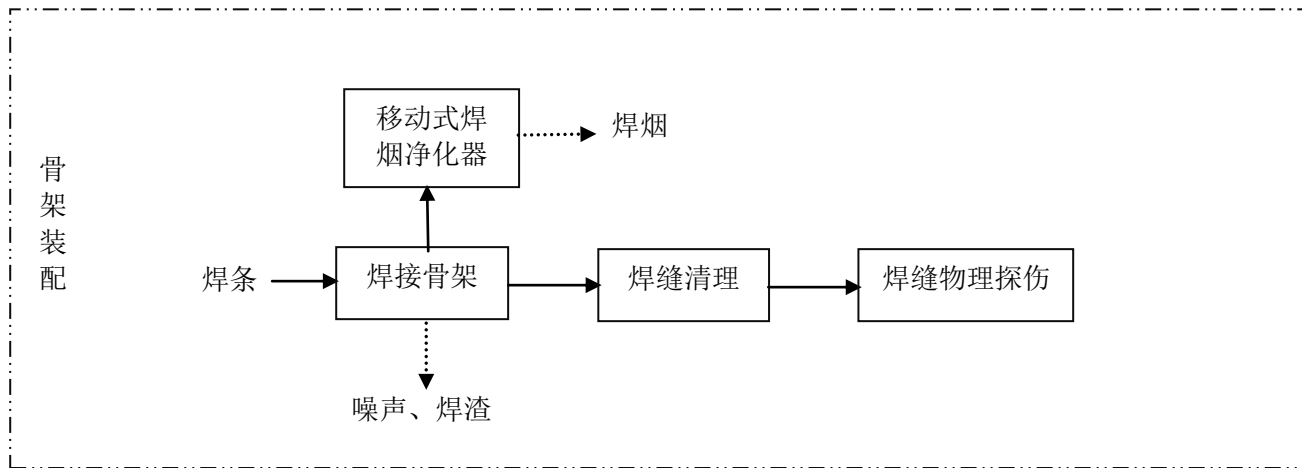 移动式焊
烟净化器
焊烟
骨
架
装
配
焊条
焊接骨架
焊缝清理
焊缝物理探伤
噪声、焊渣